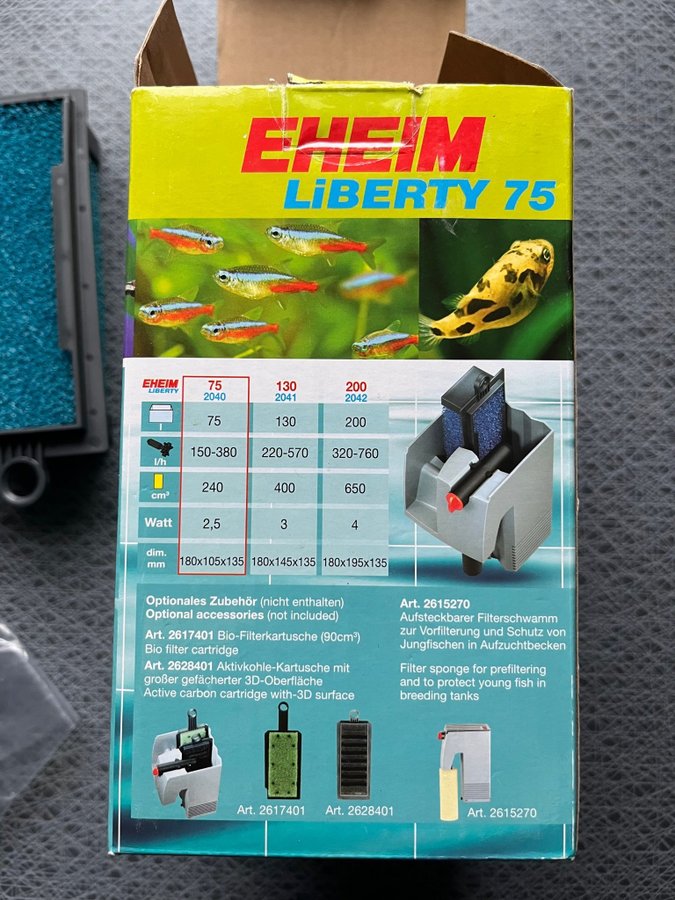 EHEIM
LiBERTY 75
EHEIM LIBERTY 75 2040 130 2041 200 2042
75 130 200
l/h 150-380 220-570 320-760
cm³ 240 400 650
Watt 2,5 3 4
dim. mm 180x105x135 180x145x135 180x195x135
Optionales Zubehör (nicht enthalten)
Optional accessories (not included)
Art. 2617401 Bio-Filterkartusche (90cm³)
Bio filter cartridge
Art. 2628401 Aktivkohle-Kartusche mit
großer gefächerter 3D-Oberfläche
Active carbon cartridge with-3D surface
Art. 2615270
Aufsteckbarer Filterschwamm
zur Vorfilterung und Schutz von
Jungfischen in Aufzuchtbecken
Filter sponge for prefiltering
and to protect young fish in
breeding tanks
Art. 2617401
Art. 2628401
Art. 2615270